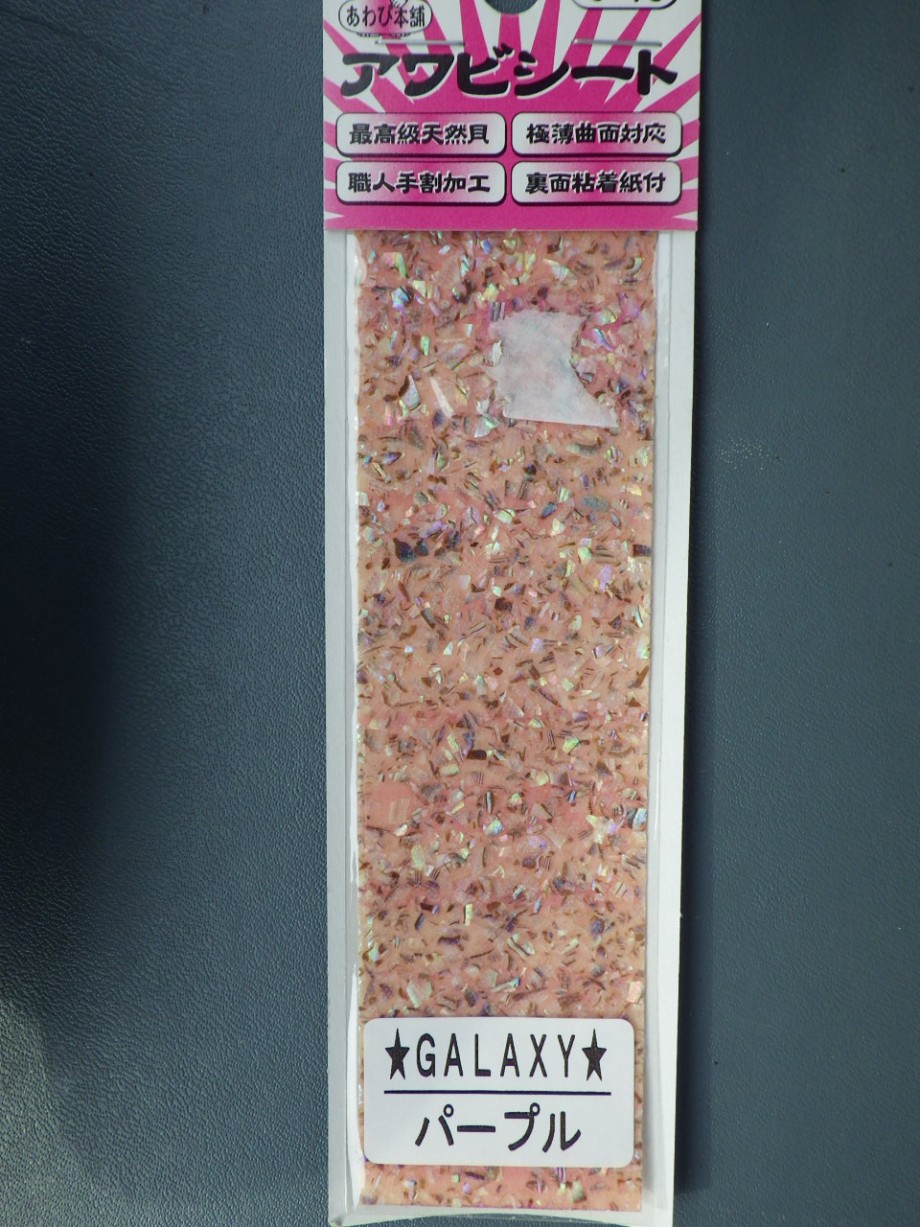 あわび本舗
アワビシート
最高級天然貝
極薄曲面対応
職人手割加工
裏面粘着紙付
★GALAXY★
パープル